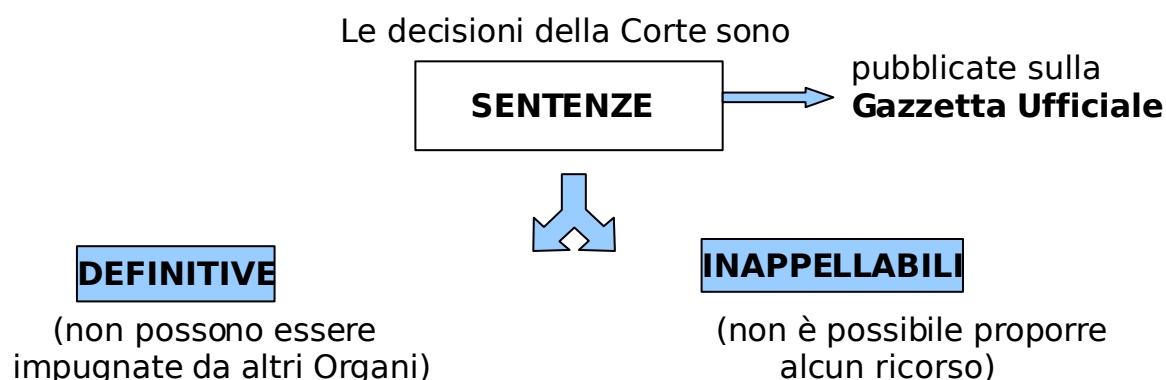 Le decisioni della Corte sono
SENTENZE
pubblicate sulla
Gazzetta Ufficiale
DEFINITIVE
(non possono essere
impugnate da altri Organi)
INAPPELLABILI
(non è possibile proporre
alcun ricorso)